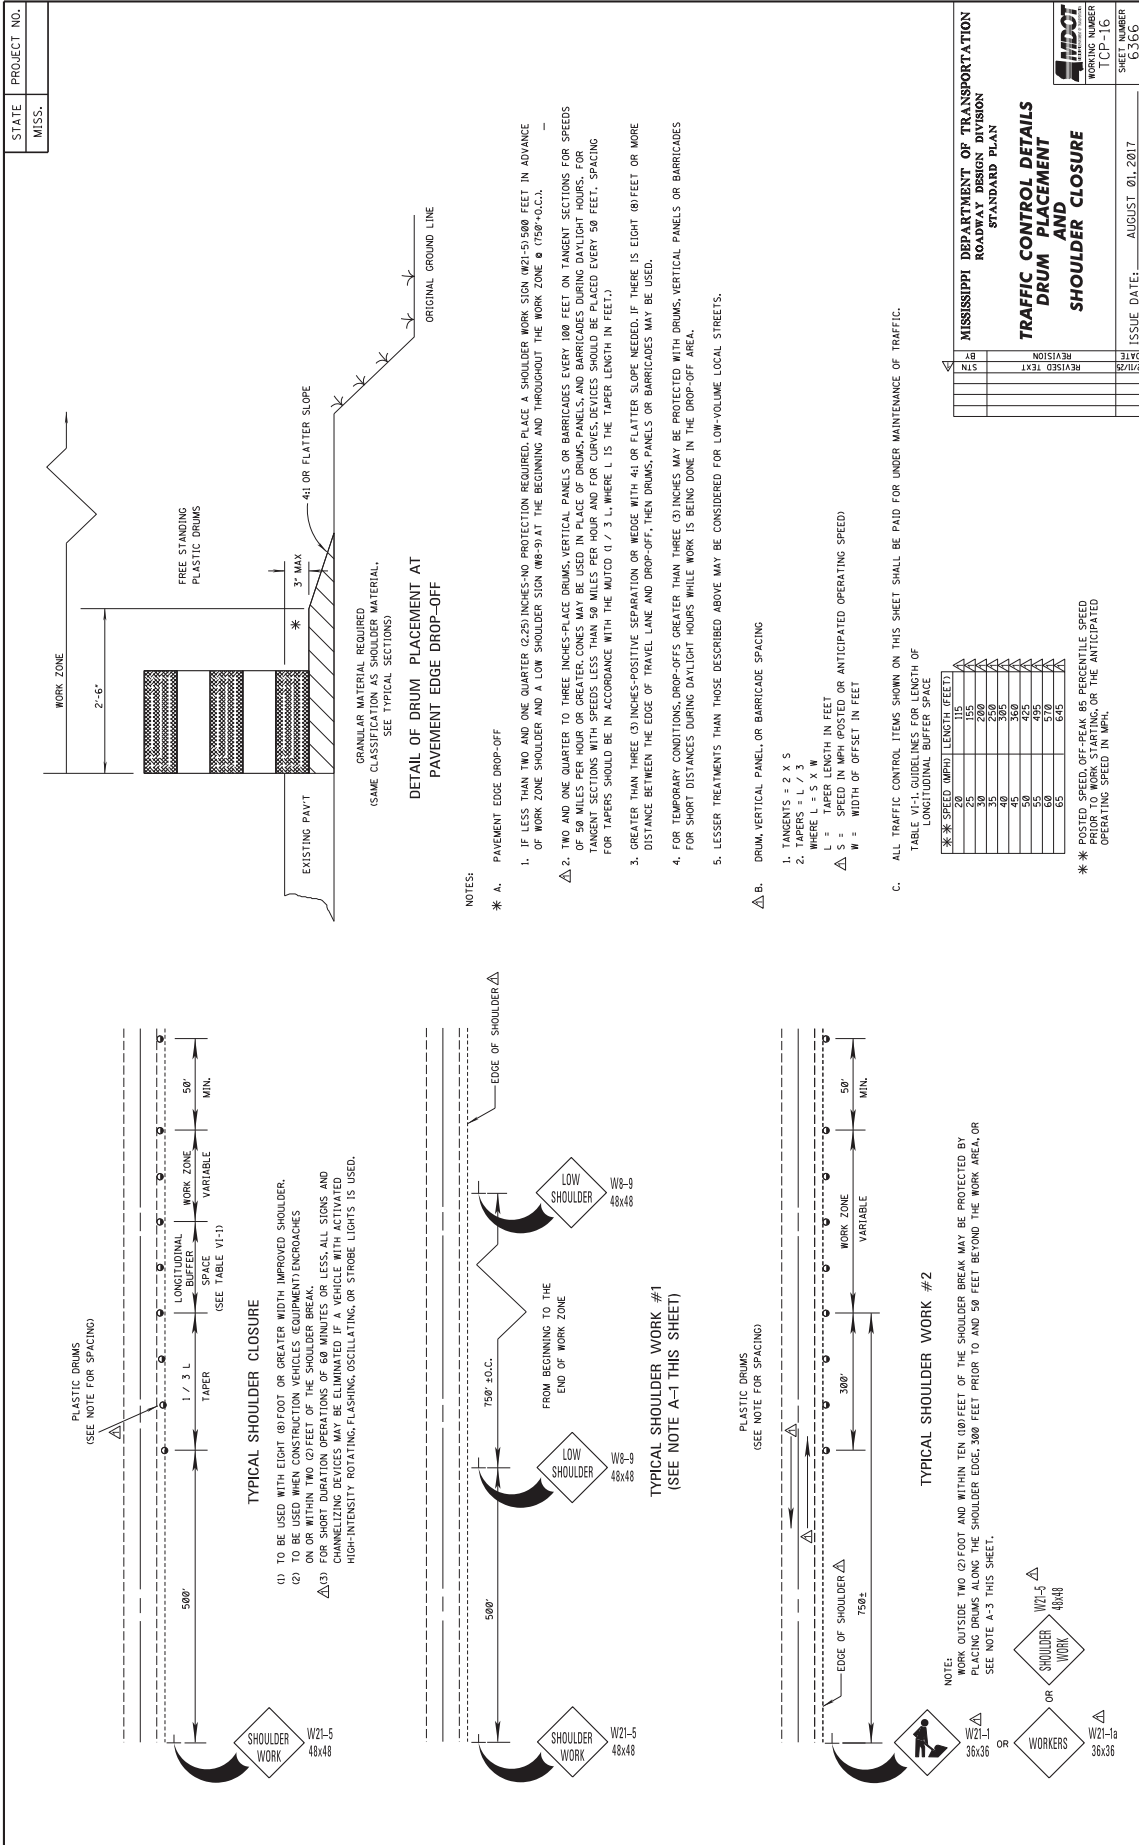 STATE PROJECT NO.
MISS.
PLASTIC DRUMS
(SEE NOTE FOR SPACING)
500'
1 / 3 L
TAPER
LONGITUDINAL
BUFFER
SPACE
(SEE TABLE VI-1)
WORK ZONE
VARIABLE
50'
MIN.
SHOULDER
WORK
W21-5
48x48
TYPICAL SHOULDER CLOSURE
(1) TO BE USED WITH EIGHT (8) FOOT OR GREATER WIDTH IMPROVED SHOULDER.
(2) TO BE USED WHEN CONSTRUCTION VEHICLES (EQUIPMENT) ENCROACHES
ON OR WITHIN TWO (2) FEET OF THE SHOULDER BREAK.
(3) FOR SHORT DURATION OPERATIONS OF 60 MINUTES OR LESS, ALL SIGNS AND
CHANNELIZING DEVICES MAY BE ELIMINATED IF A VEHICLE WITH ACTIVATED
HIGH-INTENSITY ROTATING, FLASHING, OSCILLATING, OR STROBE LIGHTS IS USED.
EDGE OF SHOULDER
500'
750' ±O.C.
FROM BEGINNING TO THE
END OF WORK ZONE
SHOULDER
WORK
W21-5
48x48
LOW
SHOULDER
W8-9
48x48
LOW
SHOULDER
W8-9
48x48
TYPICAL SHOULDER WORK #1
(SEE NOTE A-1 THIS SHEET)
PLASTIC DRUMS
(SEE NOTE FOR SPACING)
EDGE OF SHOULDER
750±
300'
WORK ZONE
VARIABLE
50'
MIN.
TYPICAL SHOULDER WORK #2
NOTE:
WORK OUTSIDE TWO (2) FOOT AND WITHIN TEN (10) FEET OF THE SHOULDER BREAK MAY BE PROTECTED BY
PLACING DRUMS ALONG THE SHOULDER EDGE, 300 FEET PRIOR TO AND 50 FEET BEYOND THE WORK AREA, OR
SEE NOTE A-3 THIS SHEET.
W21-1
36x36
OR
WORKERS
W21-1a
36x36
OR
SHOULDER
WORK
W21-5
48x48
WORK ZONE
2'-6"
FREE STANDING
PLASTIC DRUMS
3" MAX
4:1 OR FLATTER SLOPE
ORIGINAL GROUND LINE
EXISTING PAV'T
GRANULAR MATERIAL REQUIRED
(SAME CLASSIFICATION AS SHOULDER MATERIAL,
SEE TYPICAL SECTIONS)
DETAIL OF DRUM PLACEMENT AT
PAVEMENT EDGE DROP-OFF
NOTES:
* A. PAVEMENT EDGE DROP-OFF
1. IF LESS THAN TWO AND ONE QUARTER (2.25) INCHES-NO PROTECTION REQUIRED. PLACE A SHOULDER WORK SIGN (W21-5) 500 FEET IN ADVANCE
OF WORK ZONE SHOULDER AND A LOW SHOULDER SIGN (W8-9) AT THE BEGINNING AND THROUGHOUT THE WORK ZONE @ (750'+O.C.).
2. TWO AND ONE QUARTER TO THREE INCHES-PLACE DRUMS, VERTICAL PANELS OR BARRICADES EVERY 100 FEET ON TANGENT SECTIONS FOR SPEEDS
OF 50 MILES PER HOUR OR GREATER. CONES MAY BE USED IN PLACE OF DRUMS, PANELS, AND BARRICADES DURING DAYLIGHT HOURS. FOR
TANGENT SECTIONS WITH SPEEDS LESS THAN 50 MILES PER HOUR AND FOR CURVES, DEVICES SHOULD BE PLACED EVERY 50 FEET. SPACING
FOR TAPERS SHOULD BE IN ACCORDANCE WITH THE MUTCD (1 / 3 L, WHERE L IS THE TAPER LENGTH IN FEET.)
3. GREATER THAN THREE (3) INCHES-POSITIVE SEPARATION OR WEDGE WITH 4:1 OR FLATTER SLOPE NEEDED. IF THERE IS EIGHT (8) FEET OR MORE
DISTANCE BETWEEN THE EDGE OF TRAVEL LANE AND DROP-OFF, THEN DRUMS, PANELS OR BARRICADES MAY BE USED.
4. FOR TEMPORARY CONDITIONS, DROP-OFFS GREATER THAN THREE (3) INCHES MAY BE PROTECTED WITH DRUMS, VERTICAL PANELS OR BARRICADES
FOR SHORT DISTANCES DURING DAYLIGHT HOURS WHILE WORK IS BEING DONE IN THE DROP-OFF AREA.
5. LESSER TREATMENTS THAN THOSE DESCRIBED ABOVE MAY BE CONSIDERED FOR LOW-VOLUME LOCAL STREETS.
B. DRUM, VERTICAL PANEL, OR BARRICADE SPACING
1. TANGENTS = 2 X S
2. TAPERS = L / 3
WHERE L = S X W
L = TAPER LENGTH IN FEET
S = SPEED IN MPH (POSTED OR ANTICIPATED OPERATING SPEED)
W = WIDTH OF OFFSET IN FEET
C. ALL TRAFFIC CONTROL ITEMS SHOWN ON THIS SHEET SHALL BE PAID FOR UNDER MAINTENANCE OF TRAFFIC.
TABLE VI-1. GUIDELINES FOR LENGTH OF
LONGITUDINAL BUFFER SPACE
** SPEED (MPH) LENGTH (FEET)
20 115
25 155
30 200
35 250
40 305
45 360
50 425
55 495
60 570
65 645
** POSTED SPEED, OFF-PEAK 85 PERCENTILE SPEED
PRIOR TO WORK STARTING, OR THE ANTICIPATED
OPERATING SPEED IN MPH.
MISSISSIPPI DEPARTMENT OF TRANSPORTATION
ROADWAY DESIGN DIVISION
STANDARD PLAN
TRAFFIC CONTROL DETAILS
DRUM PLACEMENT
AND
SHOULDER CLOSURE
MDOT
WORKING NUMBER
TCP-16
SHEET NUMBER
6366
ISSUE DATE: AUGUST 01, 2017
BY
REVISION
DATE
STN
REVISED TEXT